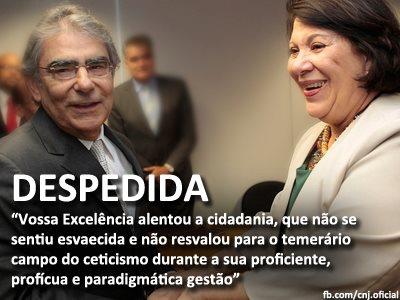 DESPEDIDA
“Vossa Excelência alentou a cidadania, que não se
sentiu esvaecida e não resvalou para o temerário
campo do ceticismo durante a sua proficiente,
profícua e paradigmática gestão”
fb.com/cnj.oficial